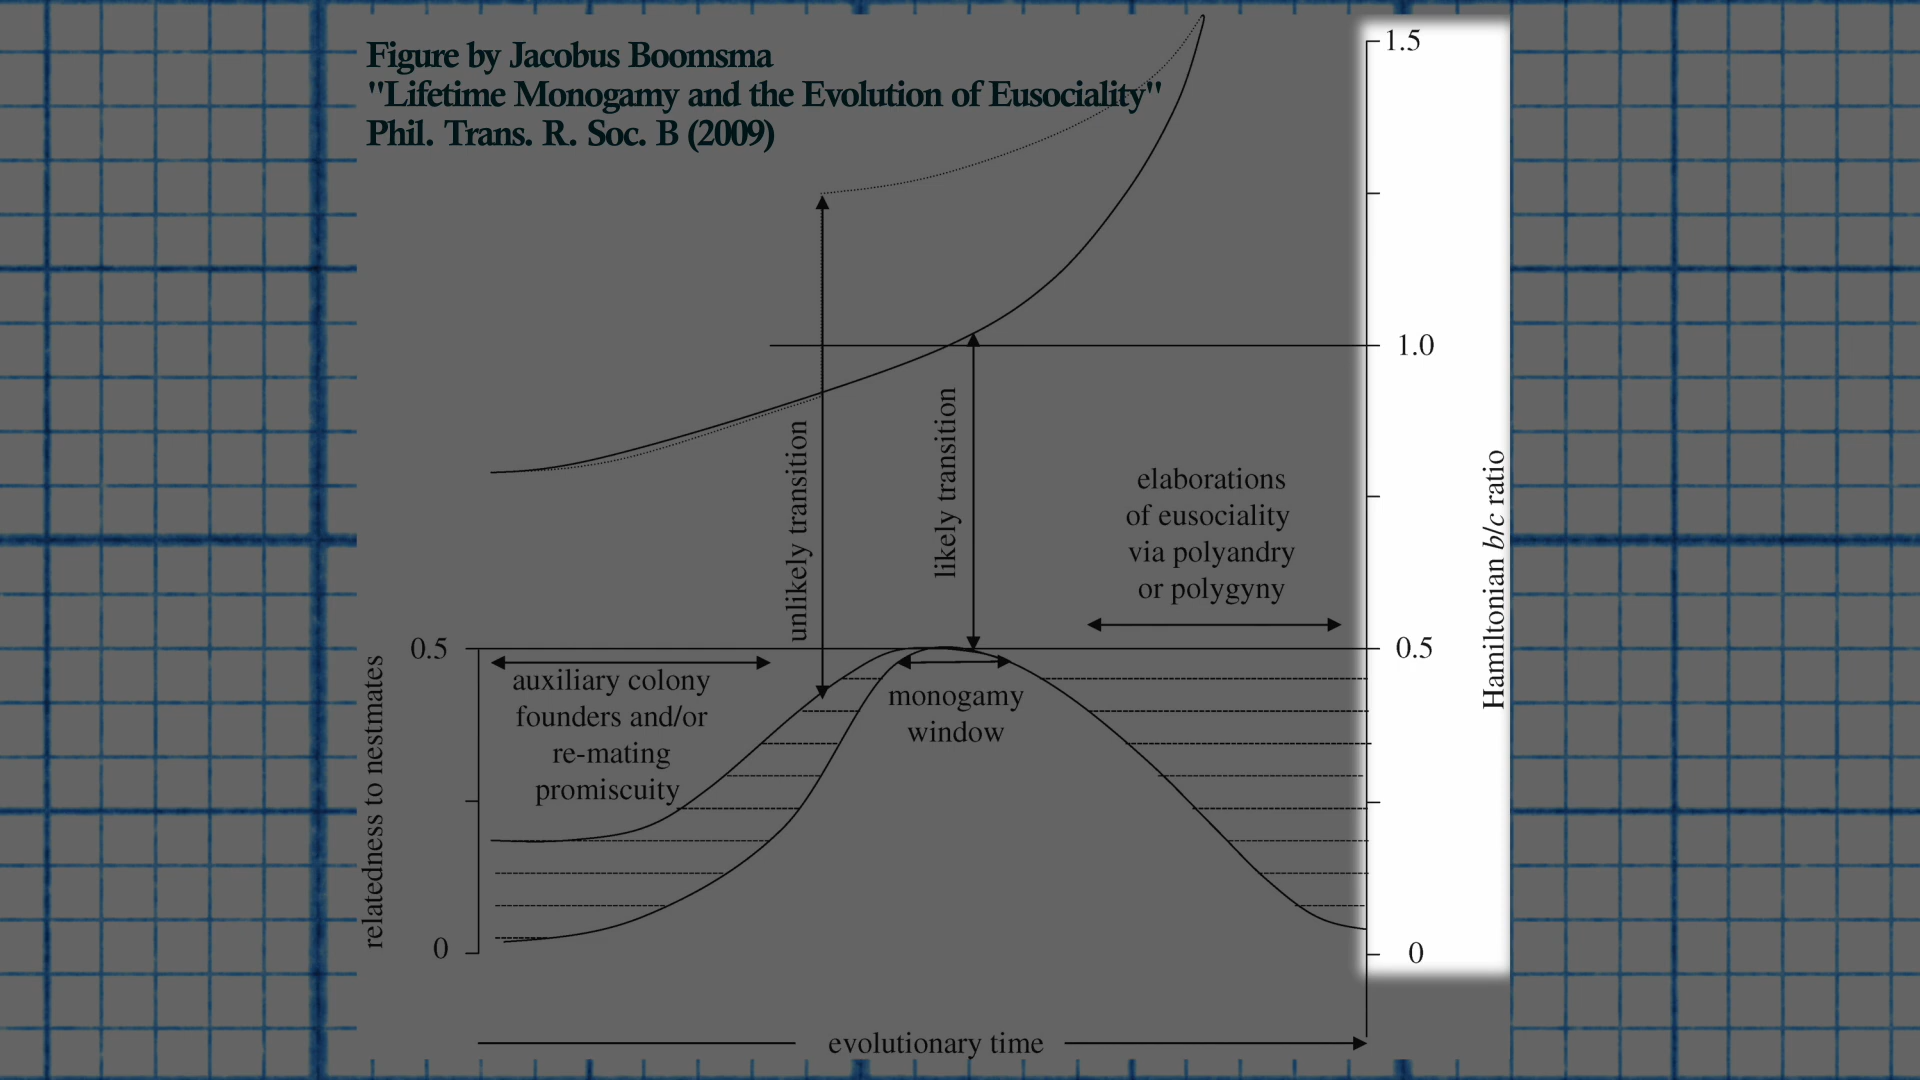 Figure by Jacobus Boomsma
"Lifetime Monogamy and the Evolution of Eusociality"
Phil. Trans. R. Soc. B (2009)
1.5
1.0
0.5
0
Hamiltonian b/c ratio
unlikely transition
likely transition
elaborations
of eusociality
via polyandry
or polygyny
0.5
0
relatedness to nestmates
auxiliary colony
founders and/or
re-mating
promiscuity
monogamy
window
evolutionary time